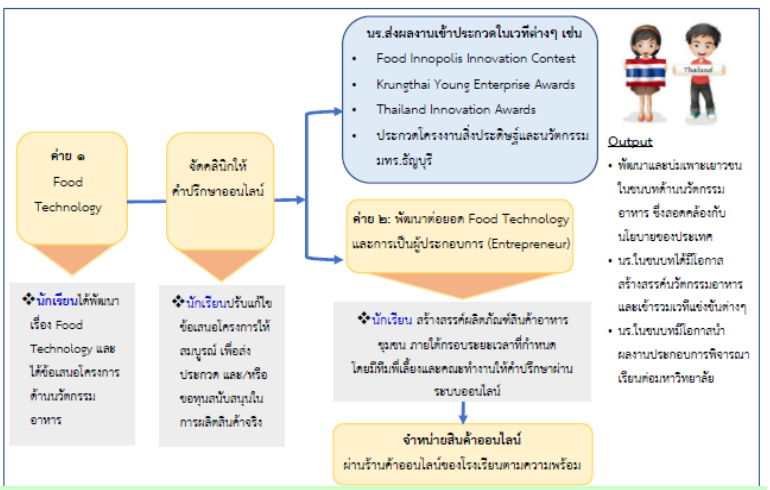 ค่าย ๑
Food
Technology
จัดคลินิกให้
คำปรึกษาออนไลน์
นร.ส่งผลงานเข้าประกวดในเวทีต่างๆ เช่น
• Food Innopolis Innovation Contest
• Krungthai Young Enterprise Awards
• Thailand Innovation Awards
• ประกวดโครงงานสิ่งประดิษฐ์และนวัตกรรม
มทร.ธัญบุรี
ค่าย ๒: พัฒนาต่อยอด Food Technology
และการเป็นผู้ประกอบการ (Entrepreneur)
❖นักเรียนได้พัฒนา
เรื่อง Food
Technology และ
ได้ข้อเสนอโครงการ
ด้านนวัตกรรม
อาหาร
❖นักเรียนปรับแก้ไข
ข้อเสนอโครงการให้
สมบูรณ์ เพื่อส่ง
ประกวด และ/หรือ
ขอทุนสนับสนุนใน
การผลิตสินค้าจริง
❖นักเรียน สร้างสรรค์ผลิตภัณฑ์สินค้าอาหาร
ชุมชน ภายใต้กรอบระยะเวลาที่กำหนด
โดยมีทีมพี่เลี้ยงและคณะทำงานให้คำปรึกษาผ่าน
ระบบออนไลน์
จำหน่ายสินค้าออนไลน์
ผ่านร้านค้าออนไลน์ของโรงเรียนตามความพร้อม
Thailand
Output
• พัฒนาและบ่มเพาะเยาวชน
ในชนบทด้านนวัตกรรม
อาหาร ซึ่งสอดคล้องกับ
นโยบายของประเทศ
• นร.ในชนบทได้มีโอกาส
สร้างสรรค์นวัตกรรมอาหาร
และเข้ารวมเวทีแข่งขันต่างๆ
• นร.ในชนบทมีโอกาสนำ
ผลงานประกอบการพิจารณา
เรียนต่อมหาวิทยาลัย